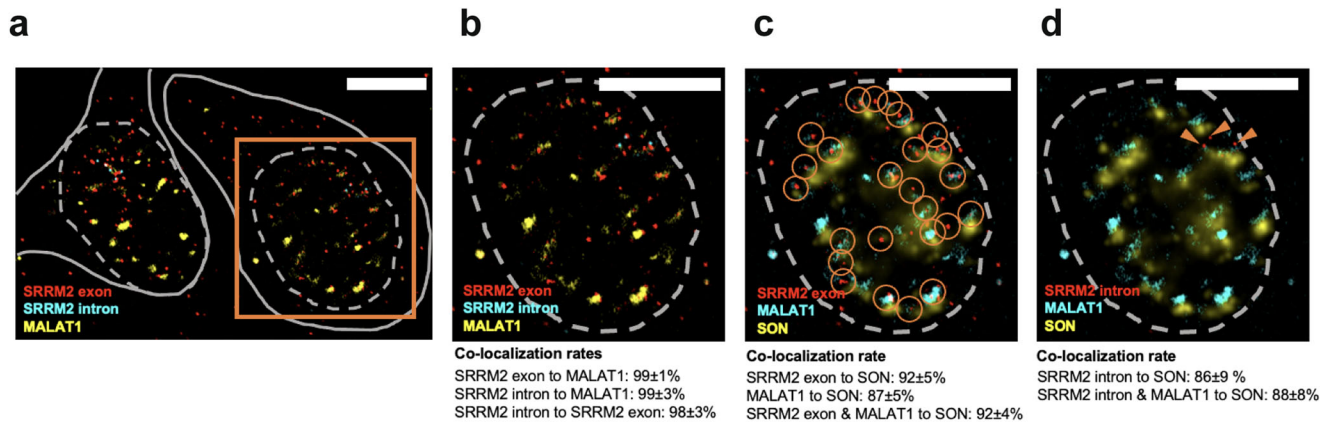 a
b
c
d
SRRM2 exon
SRRM2 intron
MALAT1
SRRM2 exon
SRRM2 intron
MALAT1
SRRM2 exon
MALAT1
SON
SRRM2 intron
MALAT1
SON
Co-localization rates
SRRM2 exon to MALAT1: 99±1%
SRRM2 intron to MALAT1: 99±3%
SRRM2 intron to SRRM2 exon: 98±3%
Co-localization rate
SRRM2 exon to SON: 92±5%
MALAT1 to SON: 87±5%
SRRM2 exon & MALAT1 to SON: 92±4%
Co-localization rate
SRRM2 intron to SON: 86±9 %
SRRM2 intron & MALAT1 to SON: 88±8%